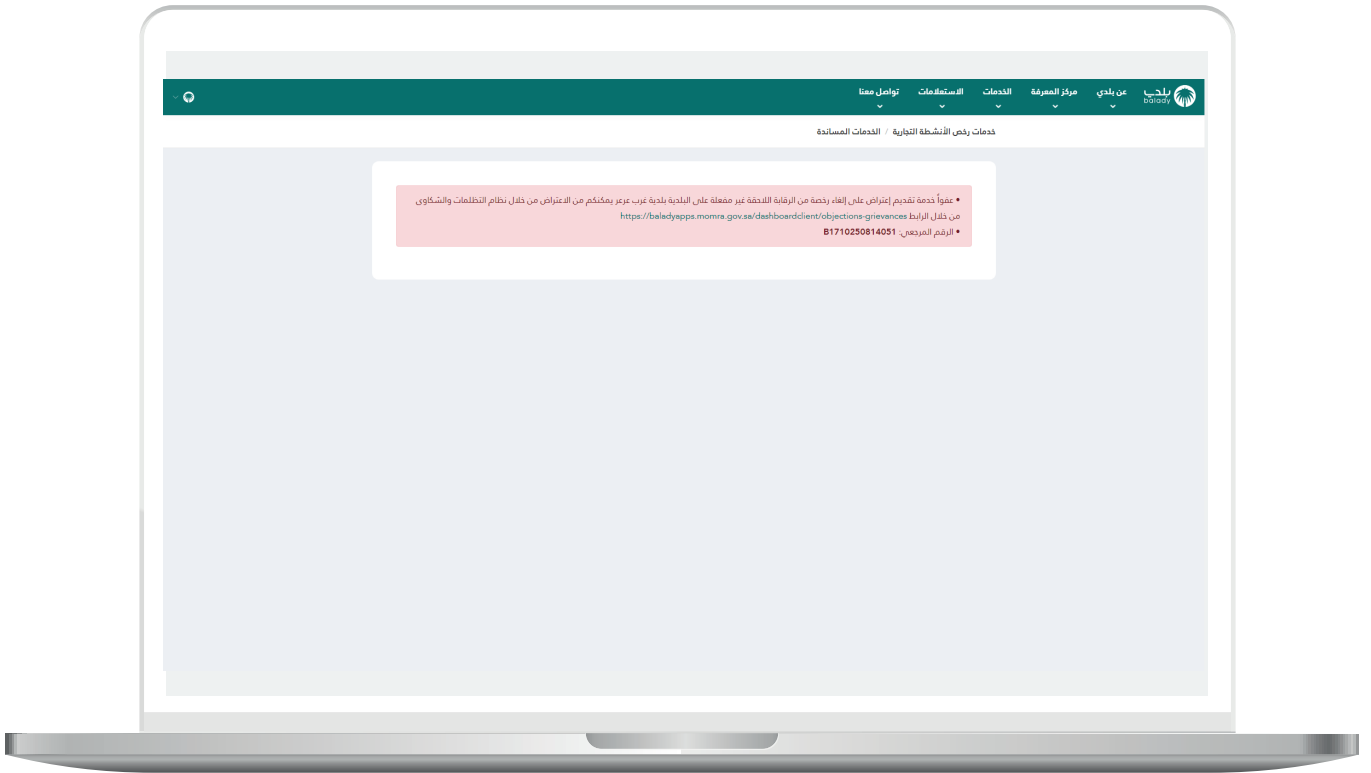 بلدي
balady
عن بلدي
مركز المعرفة
الخدمات
الاستعلامات
تواصل معنا
خدمات رخص الأنشطة التجارية / الخدمات المساندة
• عفواً خدمة تقديم إعتراض على إلغاء رخصة من الرقابة اللاحقة غير مفعلة على البلدية بلدية غرب عرعر يمكنكم من الاعتراض من خلال نظام التظلمات والشكاوى
من خلال الرابط https://baladyapps.momra.gov.sa/dashboardclient/objections-grievances
• الرقم المرجعي: B1710250814051